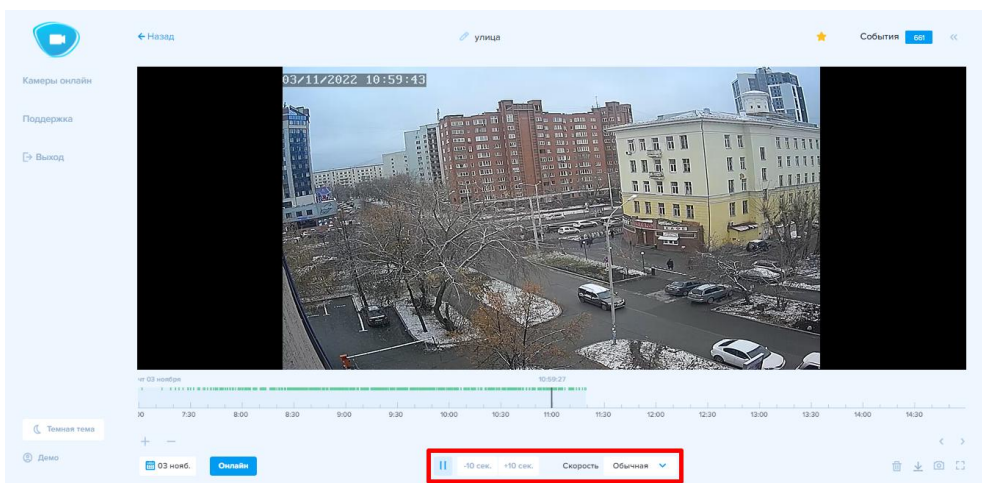 ← Назад
улица
События 661
Камеры онлайн
Поддержка
Выход
03/11/2022 10:59:43
чт 03 ноября
10:59:27
7:30 8:00 8:30 9:00 9:30 10:00 10:30 11:00 11:30 12:00 12:30 13:00 13:30 14:00 14:30
Темная тема
Демо
03 нояб.
Онлайн
-10 сек. +10 сек. Скорость Обычная